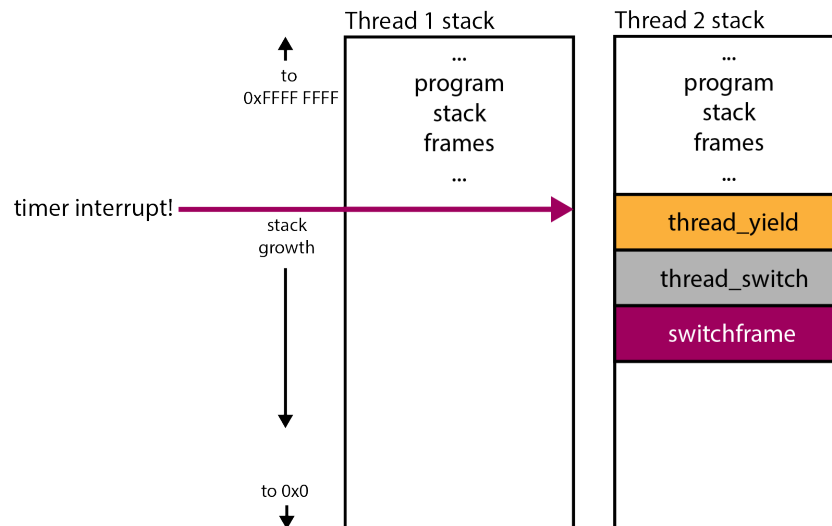 Thread 1 stack
Thread 2 stack
to
0xFFFF FFFF
...
program
stack
frames
...
...
program
stack
frames
...
timer interrupt!
stack
growth
thread_yield
thread_switch
switchframe
to 0x0